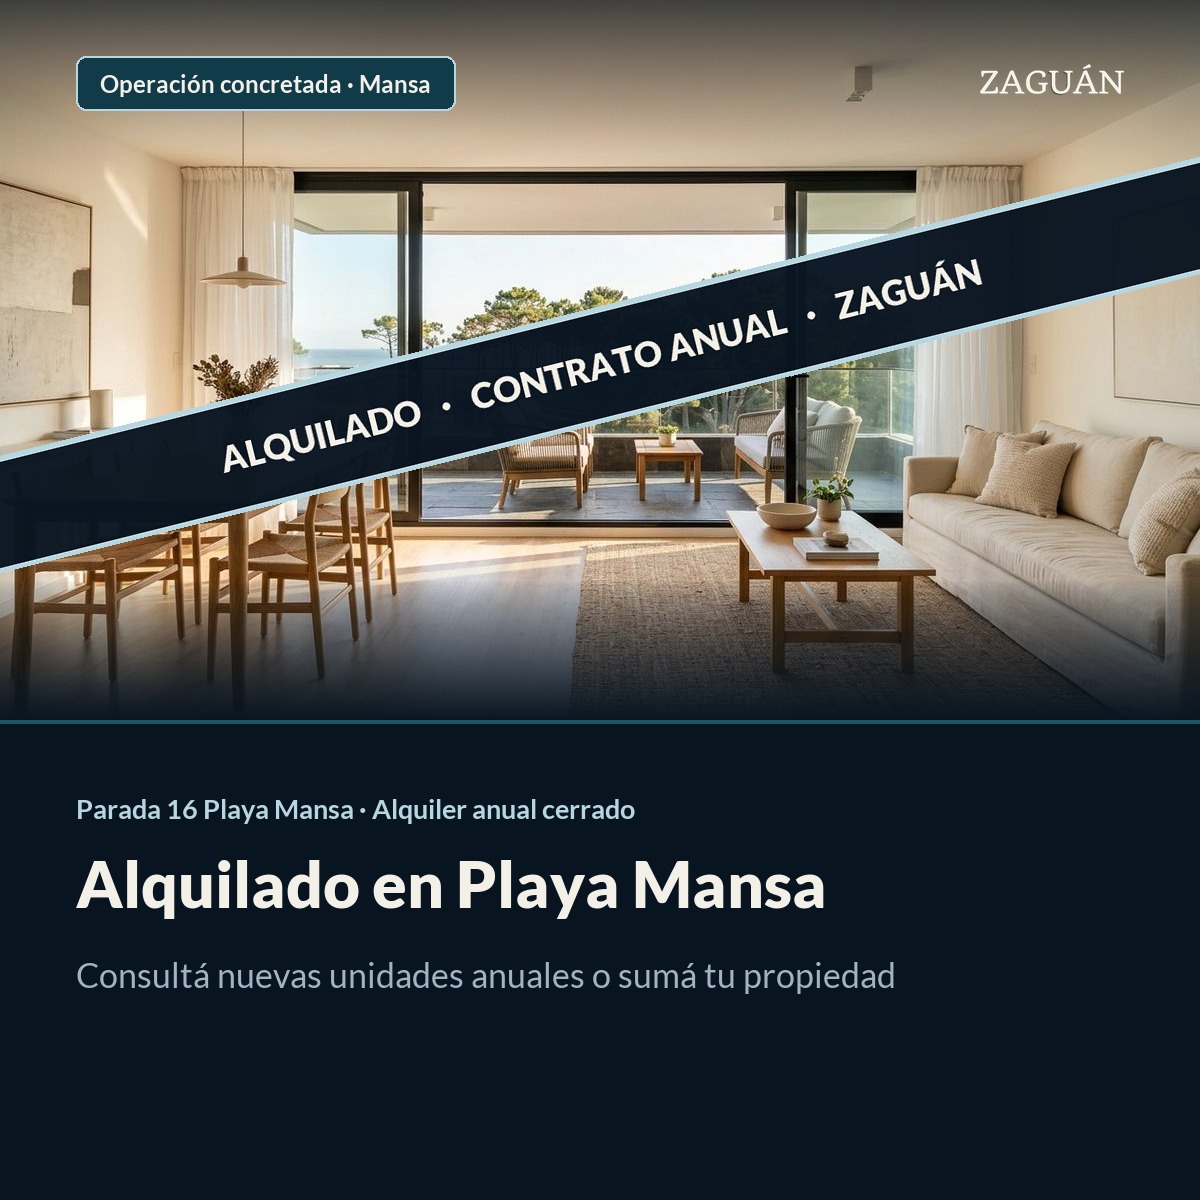 Operación concretada · Mansa
ZAGUÁN
ALQUILADO · CONTRATO ANUAL · ZAGUÁN
Parada 16 Playa Mansa · Alquiler anual cerrado
Alquilado en Playa Mansa
Consultá nuevas unidades anuales o sumá tu propiedad